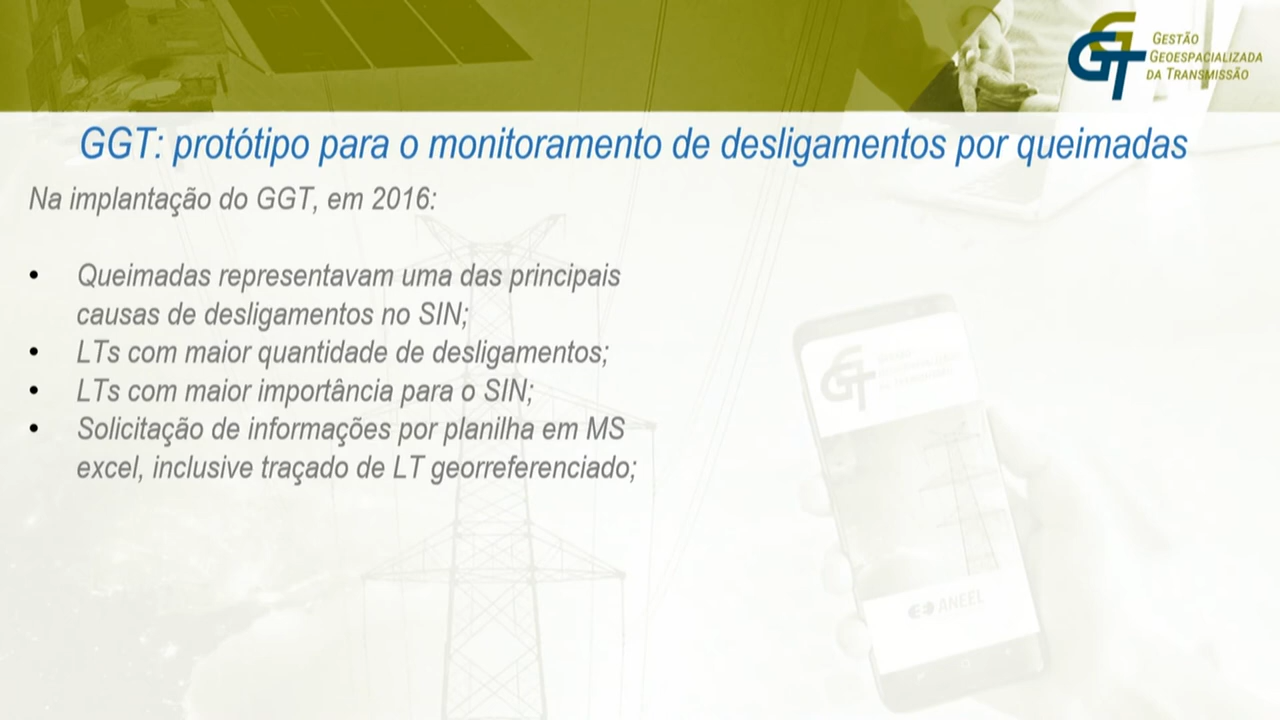 GESTÃO
GEOESPACIALIZADA
DA TRANSMISSÃO
GGT: protótipo para o monitoramento de desligamentos por queimadas
Na implantação do GGT, em 2016:
• Queimadas representavam uma das principais
causas de desligamentos no SIN;
• LTs com maior quantidade de desligamentos;
• LTs com maior importância para o SIN;
• Solicitação de informações por planilha em MS
excel, inclusive traçado de LT georreferenciado;
GGT
ANEEL